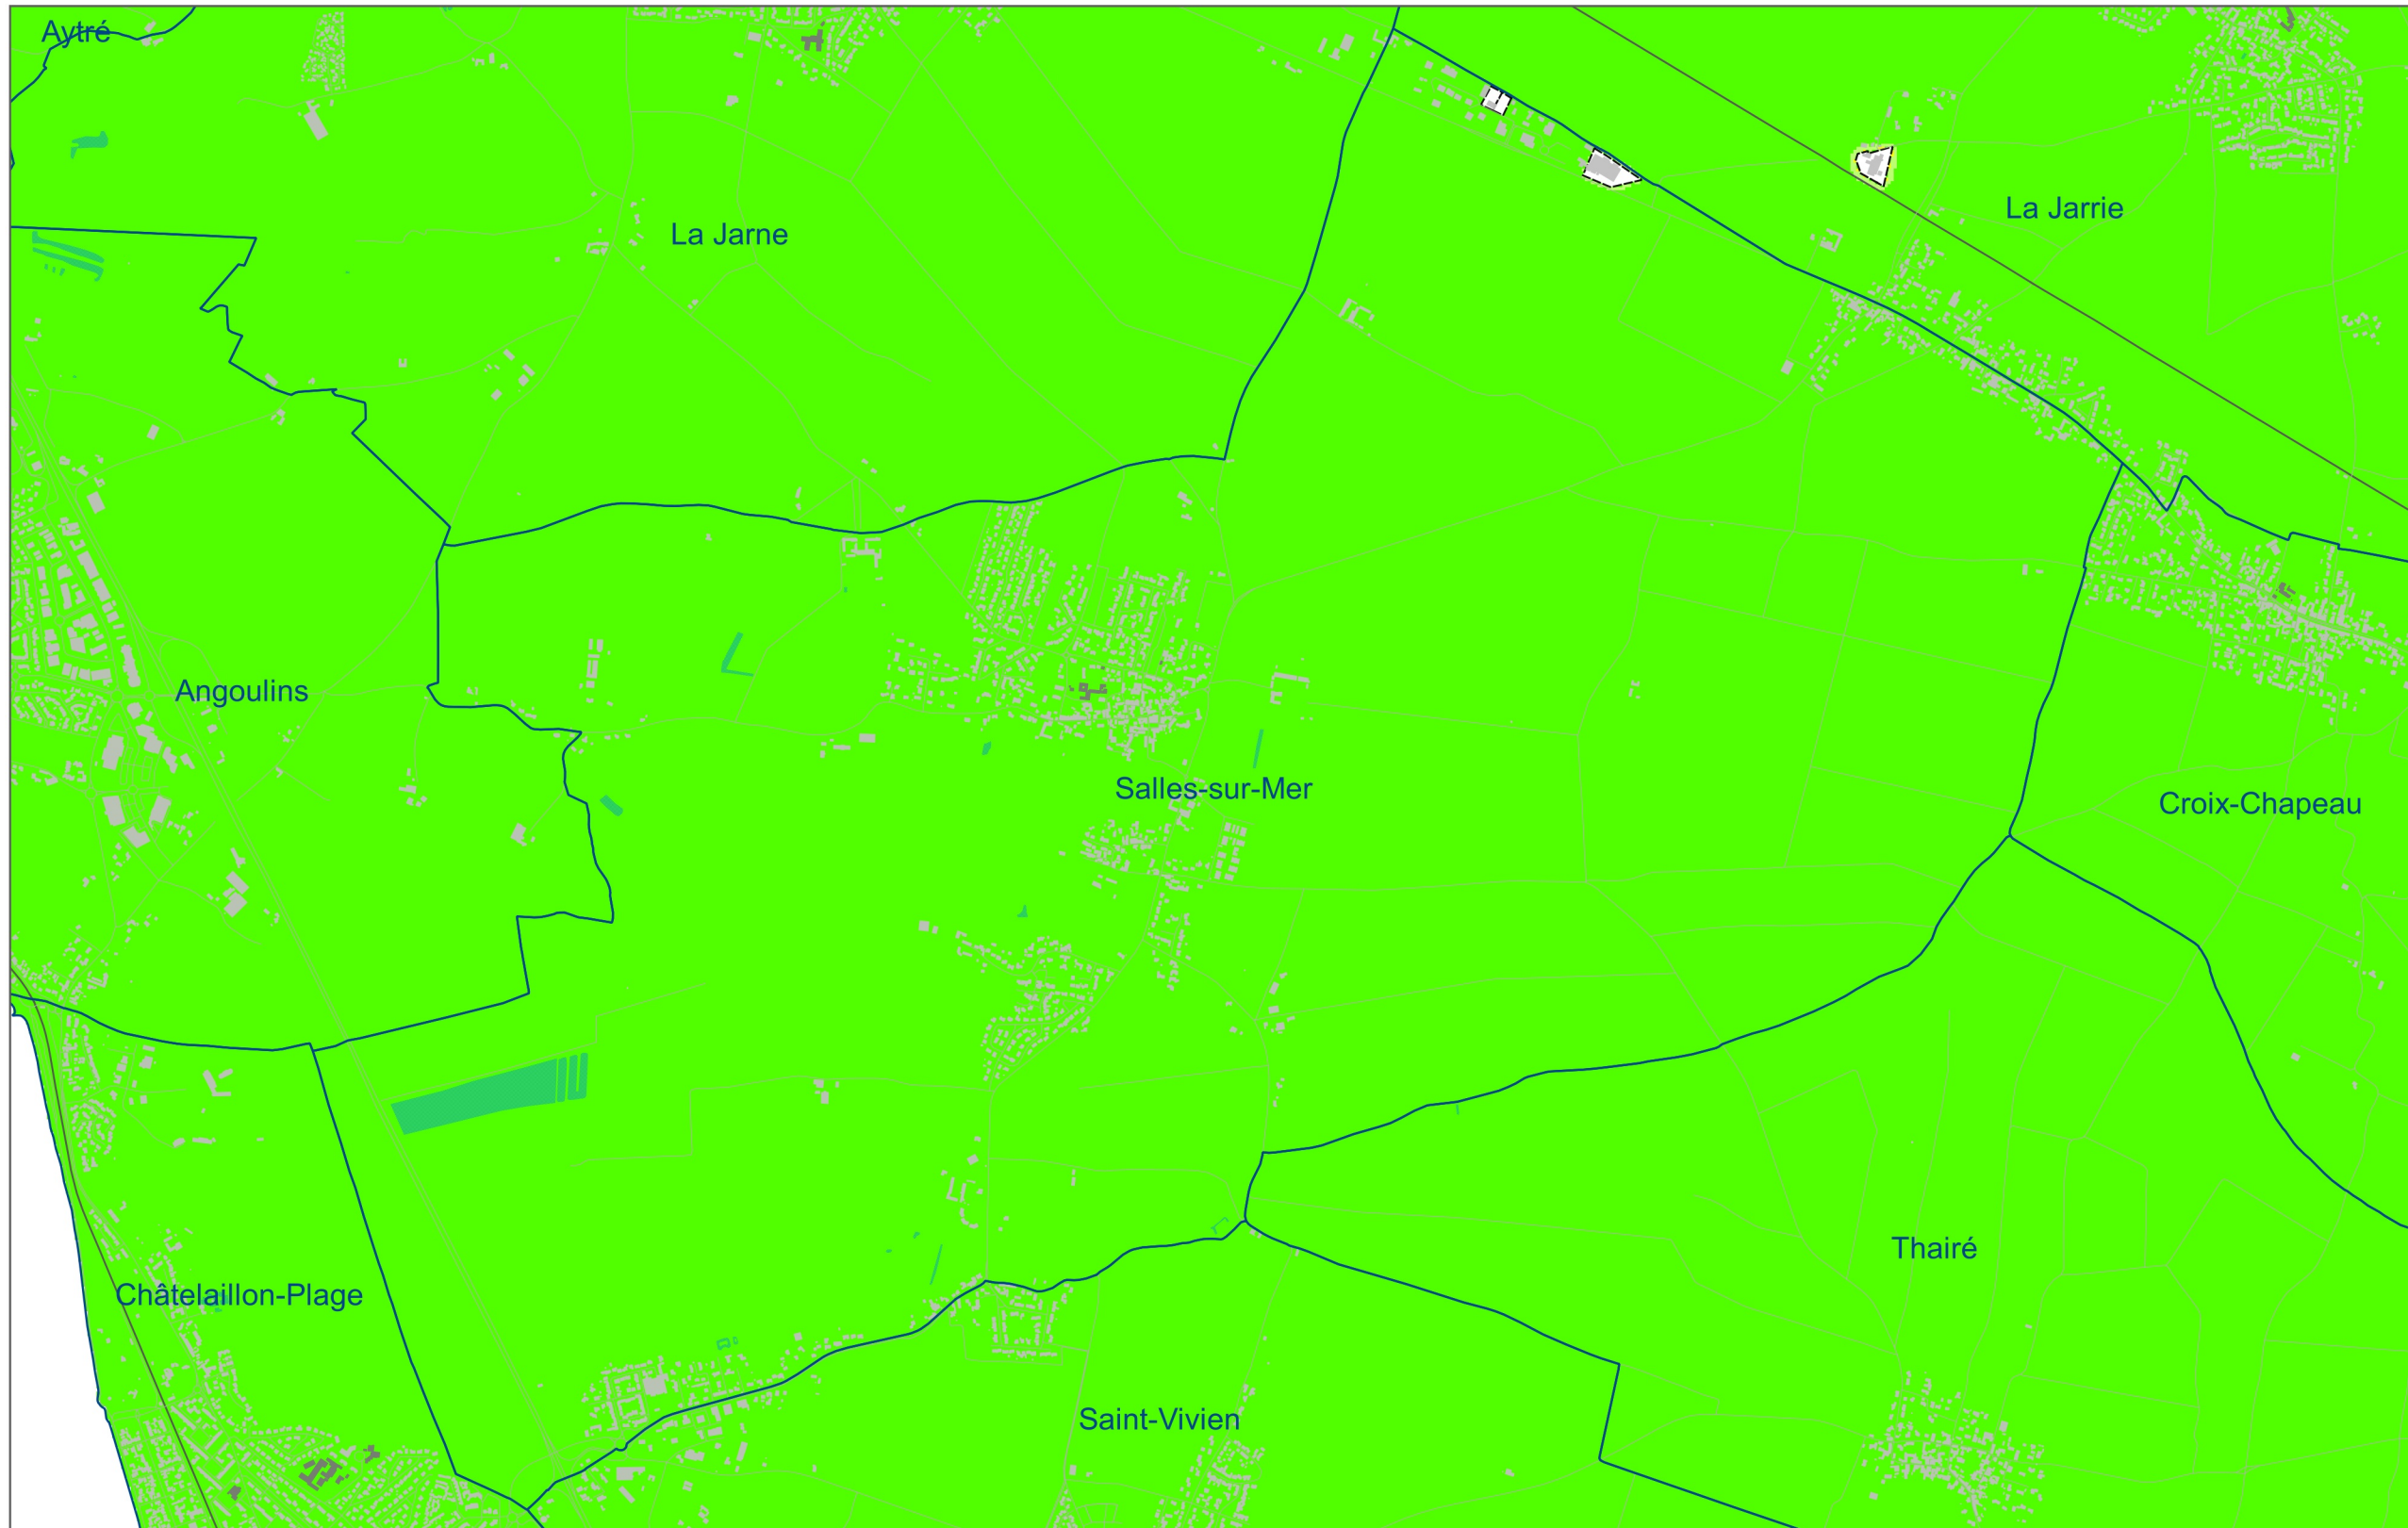 Aytré
La Jarne
La Jarrie
Angoulins
Salles-sur-Mer
Croix-Chapeau
Thairé
Châtelaillon-Plage
Saint-Vivien